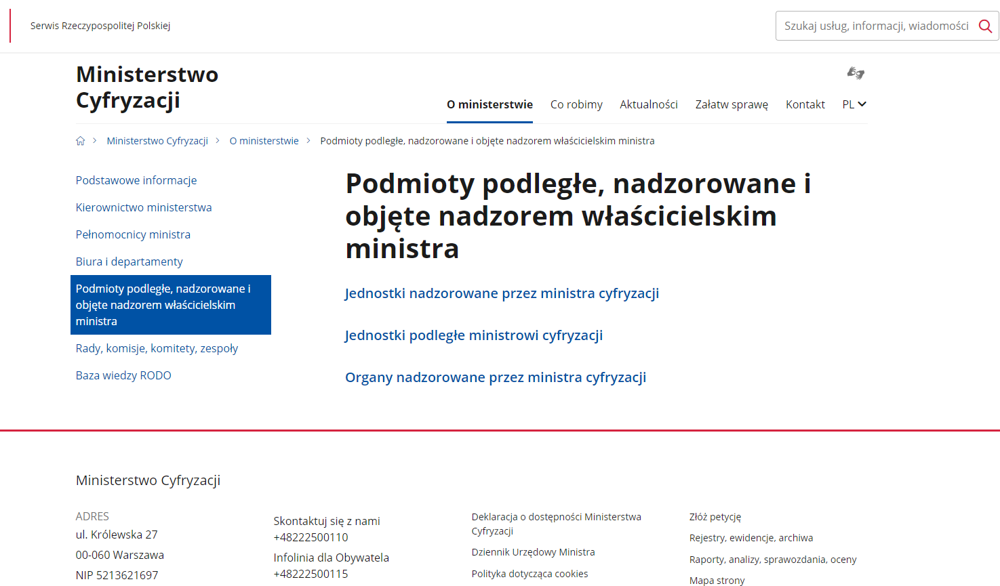 Serwis Rzeczypospolitej Polskiej
Szukaj usług, informacji, wiadomości
Ministerstwo
Cyfryzacji
O ministerstwie
Co robimy
Aktualności
Załatw sprawę
Kontakt
PL
Ministerstwo Cyfryzacji
O ministerstwie
Podmioty podległe, nadzorowane i objęte nadzorem właścicielskim ministra
Podstawowe informacje
Kierownictwo ministerstwa
Pełnomocnicy ministra
Biura i departamenty
Podmioty podległe, nadzorowane i
objęte nadzorem właścicielskim
ministra
Rady, komisje, komitety, zespoły
Baza wiedzy RODO
Podmioty podległe, nadzorowane i
objęte nadzorem właścicielskim
ministra
Jednostki nadzorowane przez ministra cyfryzacji
Jednostki podległe ministrowi cyfryzacji
Organy nadzorowane przez ministra cyfryzacji
Ministerstwo Cyfryzacji
ADRES
ul. Królewska 27
00-060 Warszawa
NIP 5213621697
Skontaktuj się z nami
+48222500110
Infolinia dla Obywatela
+48222500115
Deklaracja o dostępności Ministerstwa
Cyfryzacji
Dziennik Urzędowy Ministra
Polityka dotycząca cookies
Złóż petycję
Rejestry, ewidencje, archiwa
Raporty, analizy, sprawozdania, oceny
Mapa strony